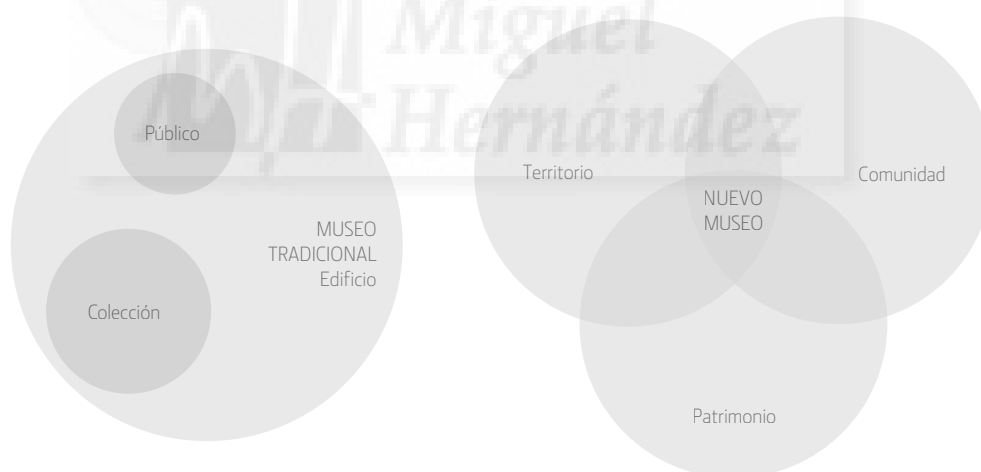 Miguel
Hernández
Público
MUSEO
TRADICIONAL
Edificio
Colección
Territorio
Comunidad
NUEVO
MUSEO
Patrimonio